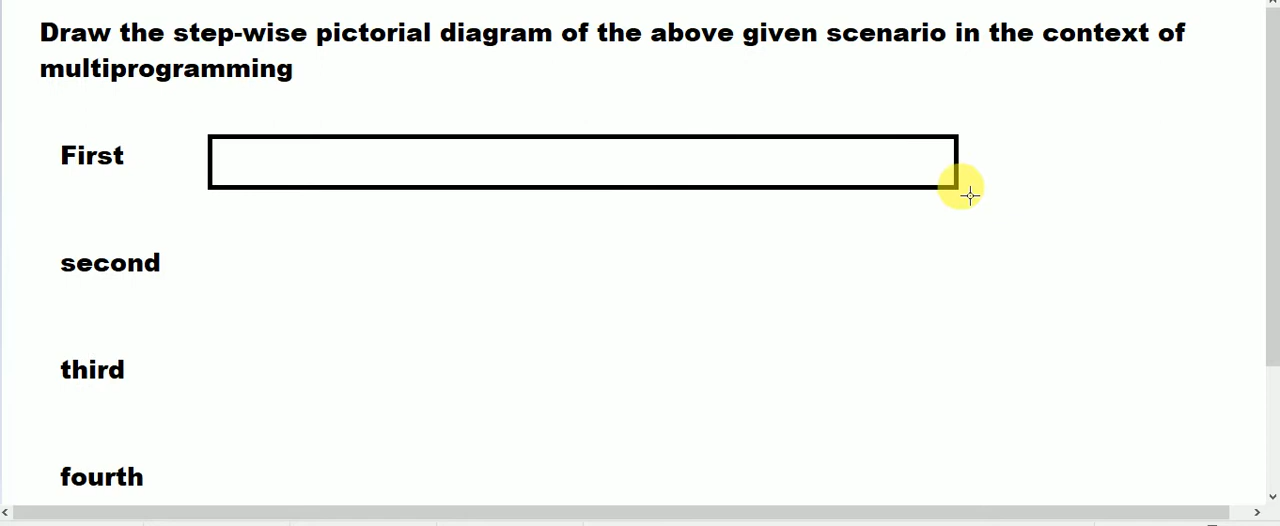 Draw the step-wise pictorial diagram of the above given scenario in the context of
multiprogramming
First
second
third
fourth